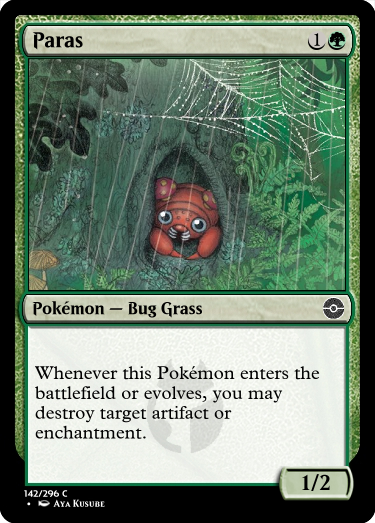 Paras 1
Pokémon — Bug Grass
Whenever this Pokémon enters the
battlefield or evolves, you may
destroy target artifact or
enchantment.
1/2
142/296 C
• Aya Kusube